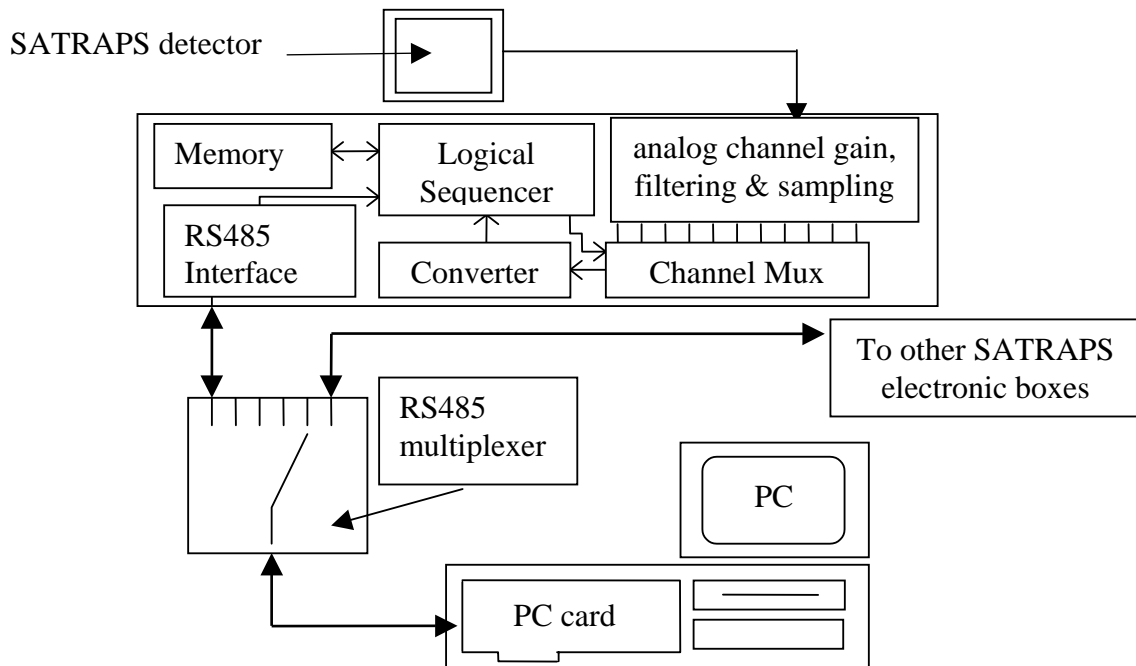 SATRAPS detector
Memory
Logical
Sequencer
analog channel gain,
filtering & sampling
RS485
Interface
Converter
Channel Mux
To other SATRAPS
electronic boxes
RS485
multiplexer
PC
PC card